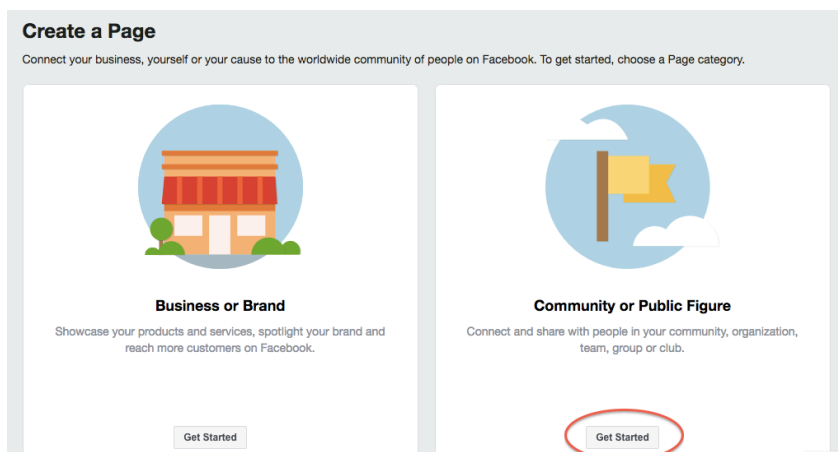 Create a Page
Connect your business, yourself or your cause to the worldwide community of people on Facebook. To get started, choose a Page category.
Business or Brand
Showcase your products and services, spotlight your brand and
reach more customers on Facebook.
Get Started
Community or Public Figure
Connect and share with people in your community, organization,
team, group or club.
Get Started